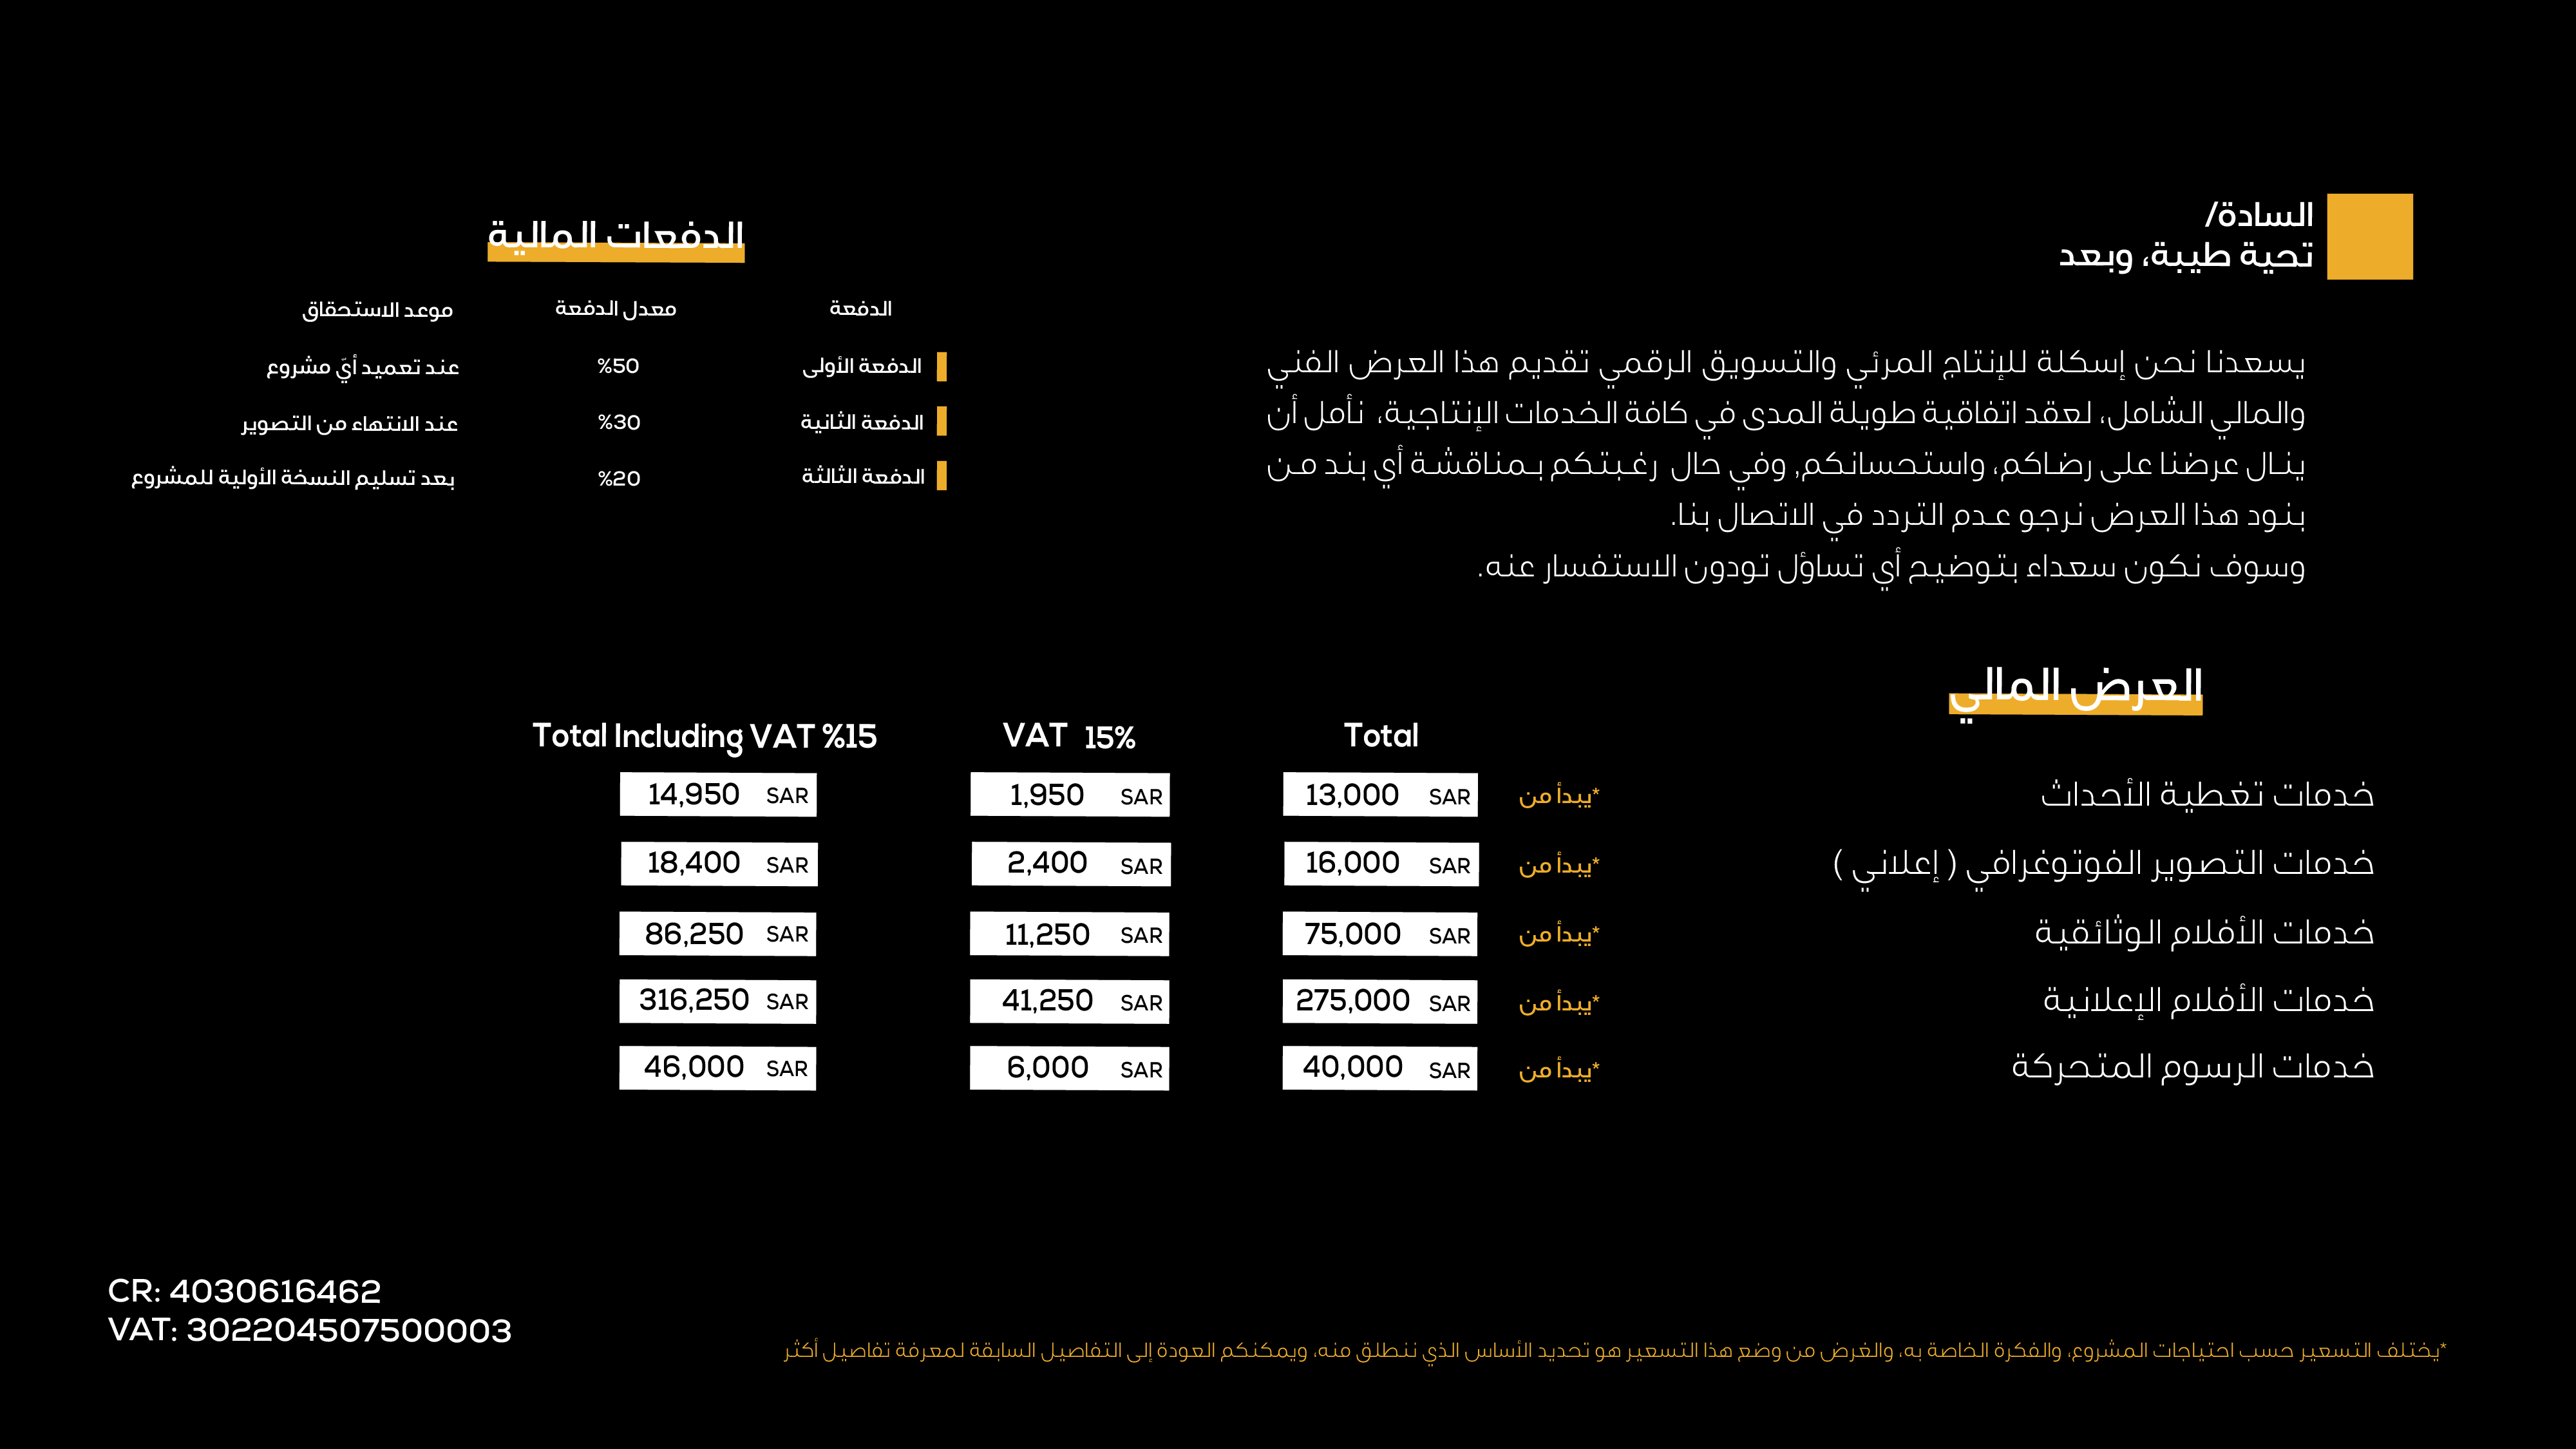 السادة/
تحية طيبة، وبعد
يسعدنا نحن إسكلة للإنتاج المرئي والتسويق الرقمي تقديم هذا العرض الفني
والمالي الشامل، لعقد اتفاقية طويلة المدى في كافة الخدمات الإنتاجية، نأمل أن
ينال عرضنا على رضاكم، واستحسانكم, وفي حال رغبتكم بمناقشة أي بند من
بنود هذا العرض نرجو عدم التردد في الاتصال بنا.
وسوف نكون سعداء بتوضيح أي تساؤل تودون الاستفسار عنه.
الدفعات المالية
الدفعة معدل الدفعة موعد الاستحقاق
الدفعة الأولى %50 عند تعميد أيّ مشروع
الدفعة الثانية %30 عند الانتهاء من التصوير
الدفعة الثالثة %20 بعد تسليم النسخة الأولية للمشروع
العرض المالي
Total Including VAT %15 VAT 15% Total
خدمات تغطية الأحداث *يبدأ من 13,000 SAR 1,950 SAR 14,950 SAR
خدمات التصوير الفوتوغرافي ( إعلاني ) *يبدأ من 16,000 SAR 2,400 SAR 18,400 SAR
خدمات الأفلام الوثائقية *يبدأ من 75,000 SAR 11,250 SAR 86,250 SAR
خدمات الأفلام الإعلانية *يبدأ من 275,000 SAR 41,250 SAR 316,250 SAR
خدمات الرسوم المتحركة *يبدأ من 40,000 SAR 6,000 SAR 46,000 SAR
CR: 4030616462
VAT: 302204507500003
*يختلف التسعير حسب احتياجات المشروع، والفكرة الخاصة به، والغرض من وضع هذا التسعير هو تحديد الأساس الذي ننطلق منه، ويمكنكم العودة إلى التفاصيل السابقة لمعرفة تفاصيل أكثر